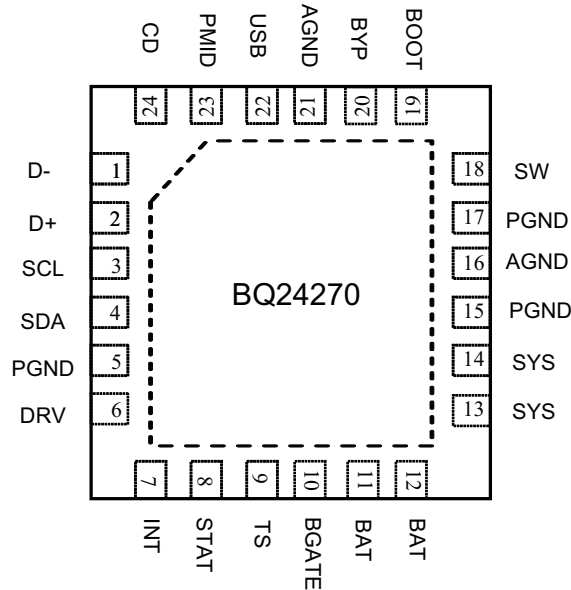 CD PMID USB AGND BYP BOOT
24 23 22 21 20 19
D- 1 18 SW
D+ 2 17 PGND
SCL 3 16 AGND
BQ24270
SDA 4 15 PGND
PGND 5 14 SYS
DRV 6 13 SYS
7 8 9 10 11 12
INT STAT TS BGATE BAT BAT